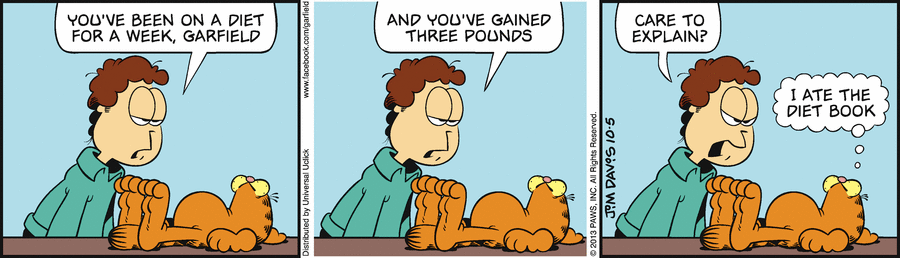 YOU'VE BEEN ON A DIET
FOR A WEEK, GARFIELD
www.facebook.com/garfield
Distributed by Universal Uclick
AND YOU'VE GAINED
THREE POUNDS
© 2013 PAWS, INC. All Rights Reserved.
CARE TO
EXPLAIN?
I ATE THE
DIET BOOK
JIM DAVIS 10·5